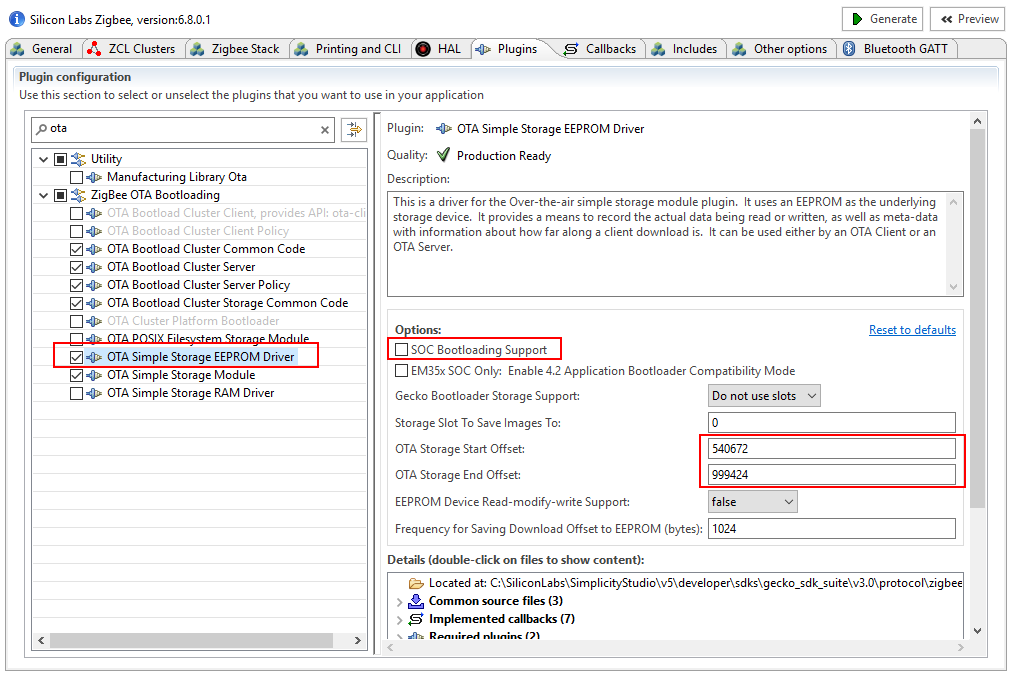 Silicon Labs Zigbee, version:6.8.0.1
Generate
Preview
General
ZCL Clusters
Zigbee Stack
Printing and CLI
HAL
Plugins
Callbacks
Includes
Other options
Bluetooth GATT
Plugin configuration
Use this section to select or unselect the plugins that you want to use in your application
ota
Utility
Manufacturing Library Ota
ZigBee OTA Bootloading
OTA Bootload Cluster Client, provides API: ota-cli
OTA Bootload Cluster Client Policy
OTA Bootload Cluster Common Code
OTA Bootload Cluster Server
OTA Bootload Cluster Server Policy
OTA Bootload Cluster Storage Common Code
OTA Cluster Platform Bootloader
OTA POSIX Filesystem Storage Module
OTA Simple Storage EEPROM Driver
OTA Simple Storage Module
OTA Simple Storage RAM Driver
Plugin: OTA Simple Storage EEPROM Driver
Quality: Production Ready
Description:
This is a driver for the Over-the-air simple storage module plugin. It uses an EEPROM as the underlying
storage device. It provides a means to record the actual data being read or written, as well as meta-data
with information about how far along a client download is. It can be used either by an OTA Client or an
OTA Server.
Options:
Reset to defaults
SOC Bootloading Support
EM35x SOC Only: Enable 4.2 Application Bootloader Compatibility Mode
Gecko Bootloader Storage Support: Do not use slots
Storage Slot To Save Images To: 0
OTA Storage Start Offset: 540672
OTA Storage End Offset: 999424
EEPROM Device Read-modify-write Support: false
Frequency for Saving Download Offset to EEPROM (bytes): 1024
Details (double-click on files to show content):
Located at: C:\SiliconLabs\SimplicityStudio\v5\developer\sdks\gecko_sdk_suite\v3.0\protocol\zigbee
Common source files (3)
Implemented callbacks (7)
Required plugins (2)